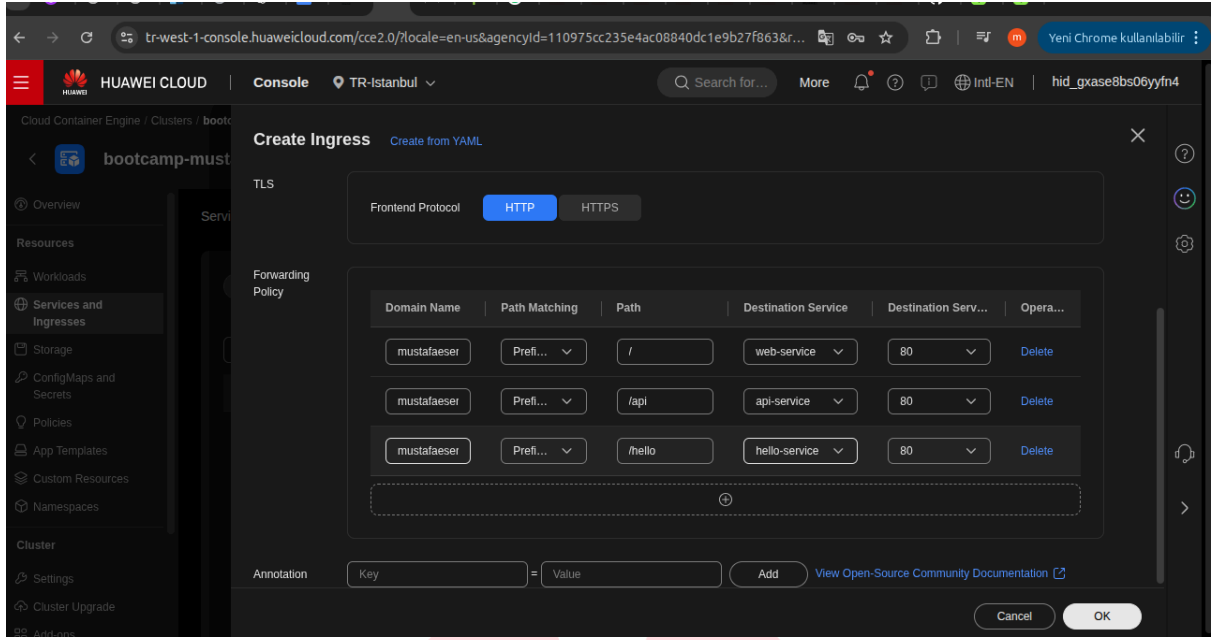 tr-west-1-console.huaweicloud.com/cce2.0/?locale=en-us&agencyId=110975cc235e4ac08840dc1e9b27f863&r...
m
Yeni Chrome kullanılabilir
HUAWEI
HUAWEI CLOUD
Console
TR-Istanbul
Search for...
More
Intl-EN
hid_gxase8bs06yyfn4
Cloud Container Engine / Clusters / bootc
bootcamp-must
Overview
Servi
Resources
Workloads
Services and
Ingresses
Storage
ConfigMaps and
Secrets
Policies
App Templates
Custom Resources
Namespaces
Cluster
Settings
Cluster Upgrade
Add-ons
Create Ingress
Create from YAML
TLS
Frontend Protocol
HTTP
HTTPS
Forwarding
Policy
Domain Name Path Matching Path Destination Service Destination Serv... Opera...
mustafaeser Prefi... / web-service 80 Delete
mustafaeser Prefi... /api api-service 80 Delete
mustafaeser Prefi... /hello hello-service 80 Delete
Annotation
Key = Value Add View Open-Source Community Documentation
Cancel
OK